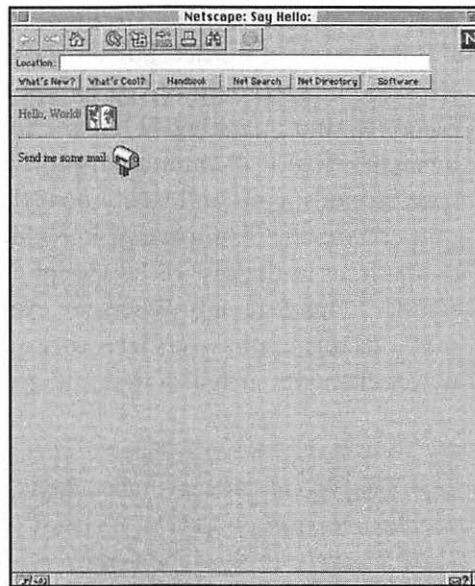 Netscape: Say Hello:
N
Location:
What's New? What's Cool? Handbook Net Search Net Directory Software
Hello, World!
Send me some mail.
?